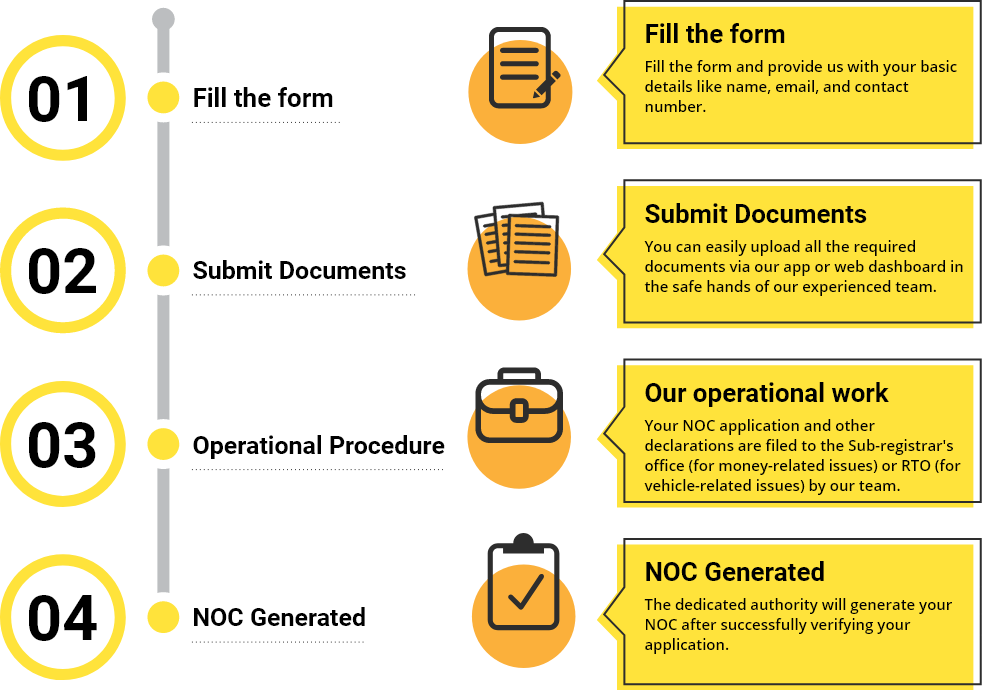 01
Fill the form
Fill the form
Fill the form and provide us with your basic
details like name, email, and contact
number.
02
Submit Documents
Submit Documents
You can easily upload all the required
documents via our app or web dashboard in
the safe hands of our experienced team.
03
Operational Procedure
Our operational work
Your NOC application and other
declarations are filed to the Sub-registrar's
office (for money-related issues) or RTO (for
vehicle-related issues) by our team.
04
NOC Generated
NOC Generated
The dedicated authority will generate your
NOC after successfully verifying your
application.